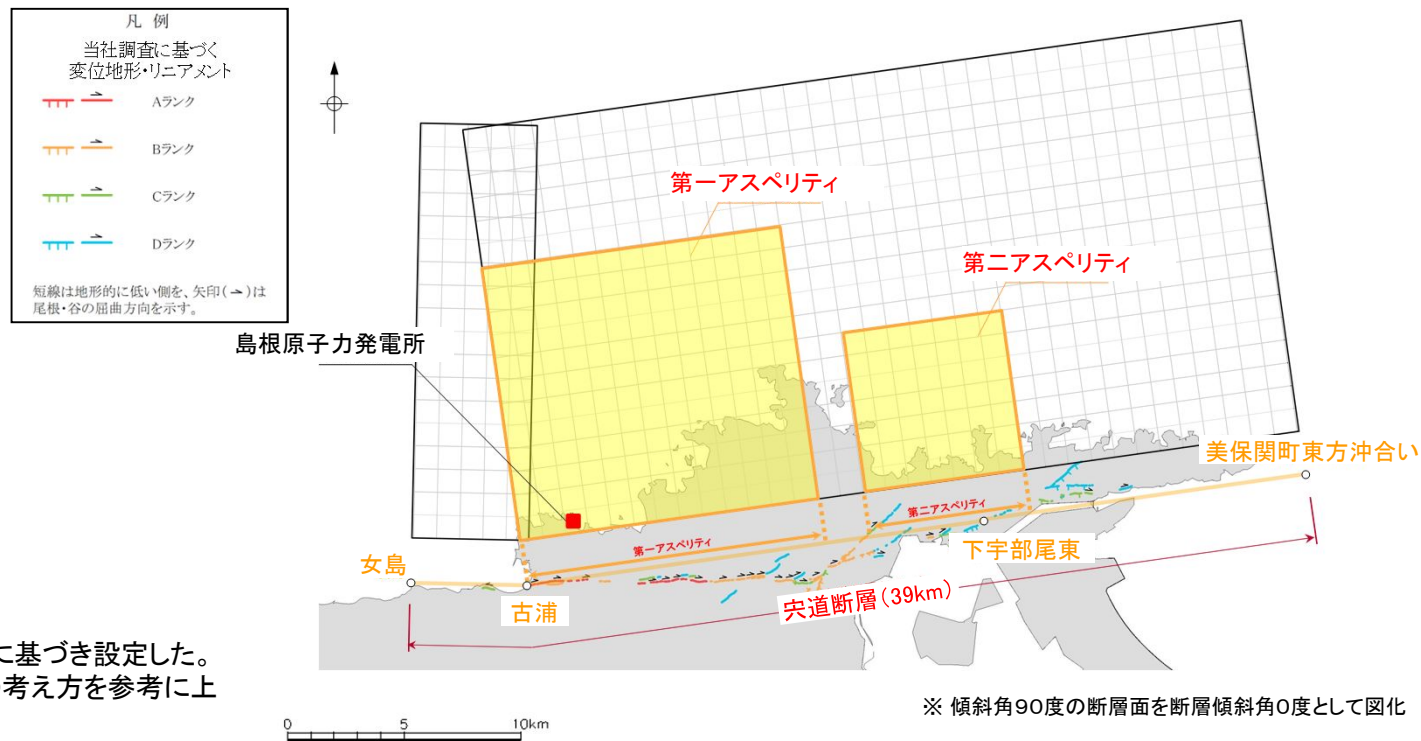 凡 例
当社調査に基づく
変位地形・リニアメント
Aランク
Bランク
Cランク
Dランク
短線は地形的に低い側を、矢印(⇀)は
尾根・谷の屈曲方向を示す。
第一アスペリティ
第二アスペリティ
島根原子力発電所
美保関町東方沖合い
第二アスペリティ
第一アスペリティ
下宇部尾東
女島
古浦
宍道断層(39km)
に基づき設定した。
考え方を参考に上
※ 傾斜角90度の断層面を断層傾斜角0度として図化
0 5 10km